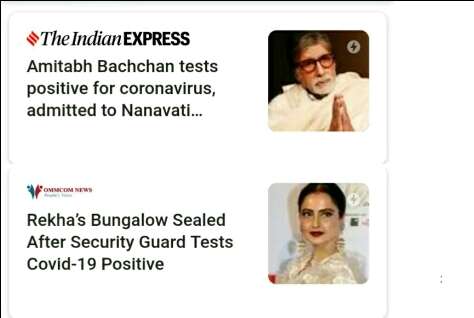 The Indian EXPRESS
Amitabh Bachchan tests
positive for coronavirus,
admitted to Nanavati...
OMMCOM NEWS
Rekha's Bungalow Sealed
After Security Guard Tests
Covid-19 Positive